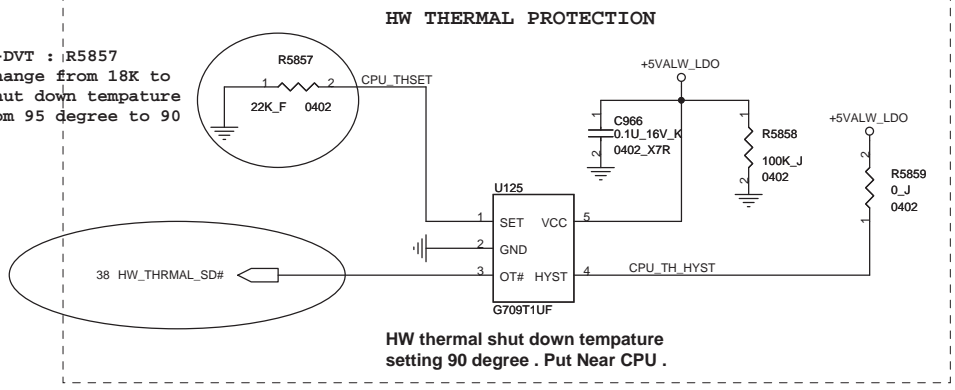 HW THERMAL PROTECTION
-DVT : R5857
hange from 18K to
hut down tempature
om 95 degree to 90
R5857
1
2
22K_F
0402
CPU_THSET
+5VALW_LDO
1
C966
0.1U_16V_K
0402_X7R
2
1
R5858
100K_J
0402
2
+5VALW_LDO
2
R5859
0_J
0402
1
U125
1 SET VCC 5
2 GND
3 OT# HYST 4
G709T1UF
CPU_TH_HYST
38 HW_THRMAL_SD#
HW thermal shut down tempature
setting 90 degree . Put Near CPU .